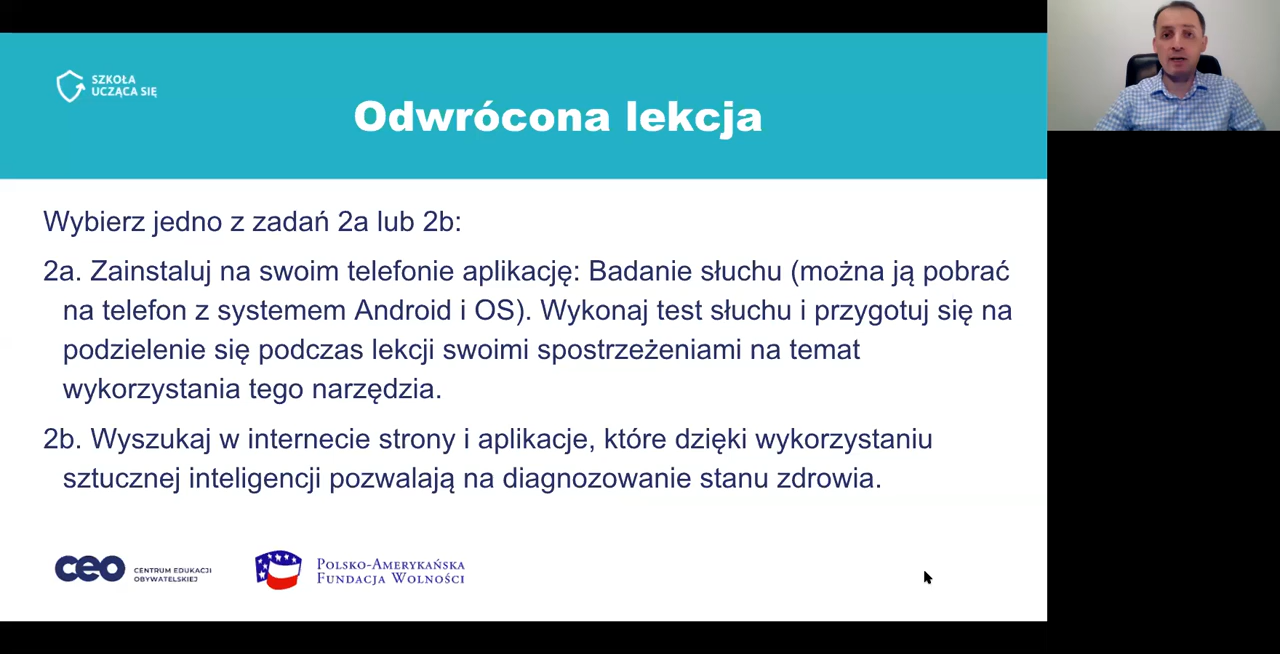 SZKOŁA
UCZĄCA SIĘ
Odwrócona lekcja
Wybierz jedno z zadań 2a lub 2b:
2a. Zainstaluj na swoim telefonie aplikację: Badanie słuchu (można ją pobrać
na telefon z systemem Android i OS). Wykonaj test słuchu i przygotuj się na
podzielenie się podczas lekcji swoimi spostrzeżeniami na temat
wykorzystania tego narzędzia.
2b. Wyszukaj w internecie strony i aplikacje, które dzięki wykorzystaniu
sztucznej inteligencji pozwalają na diagnozowanie stanu zdrowia.
ceo
CENTRUM EDUKACJI
OBYWATELSKIEJ
Polsko-Amerykańska
Fundacja Wolności